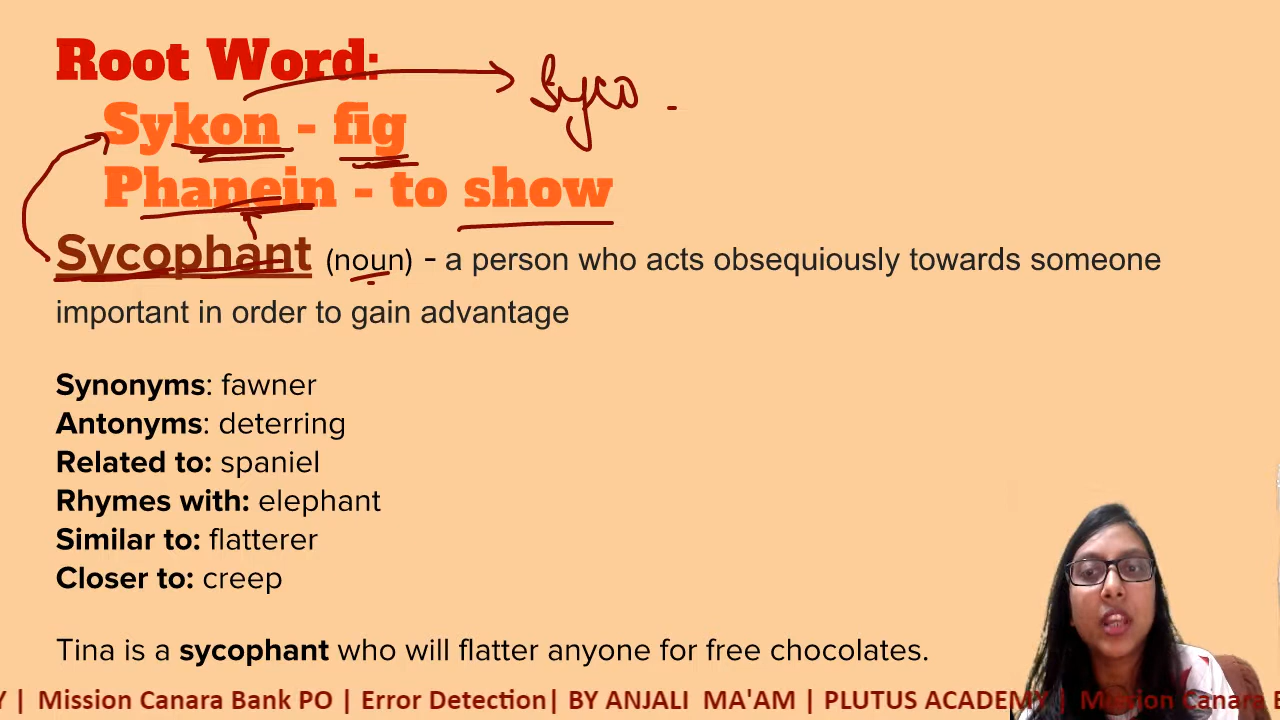 Root Word:
Sykon - fig
Syco -
Phanein - to show
Sycophant (noun) - a person who acts obsequiously towards someone
important in order to gain advantage
Synonyms: fawner
Antonyms: deterring
Related to: spaniel
Rhymes with: elephant
Similar to: flatterer
Closer to: creep
Tina is a sycophant who will flatter anyone for free chocolates.
Y | Mission Canara Bank PO | Error Detection| BY ANJALI MA'AM | PLUTUS ACADEMY | Mission Canara B